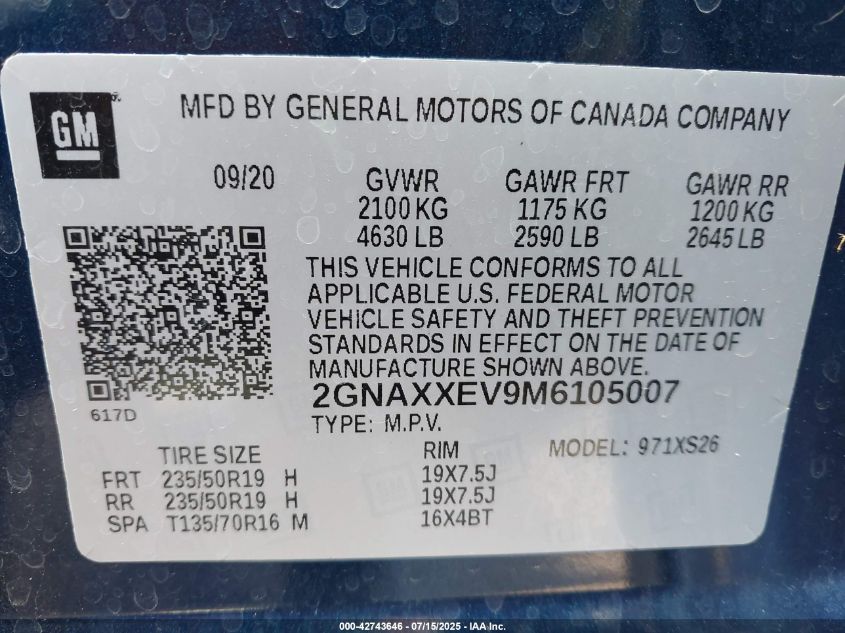 GM
MFD BY GENERAL MOTORS OF CANADA COMPANY
09/20 GVWR GAWR FRT GAWR RR
2100 KG 1175 KG 1200 KG
4630 LB 2590 LB 2645 LB
THIS VEHICLE CONFORMS TO ALL
APPLICABLE U.S. FEDERAL MOTOR
VEHICLE SAFETY AND THEFT PREVENTION
STANDARDS IN EFFECT ON THE DATE OF
MANUFACTURE SHOWN ABOVE.
2GNAXXEV9M6105007
617D
TYPE: M.P.V.
TIRE SIZE RIM MODEL: 971XS26
FRT 235/50R19 H 19X7.5J
RR 235/50R19 H 19X7.5J
SPA T135/70R16 M 16X4BT
000-42743646 - 07/15/2025 - IAA Inc.